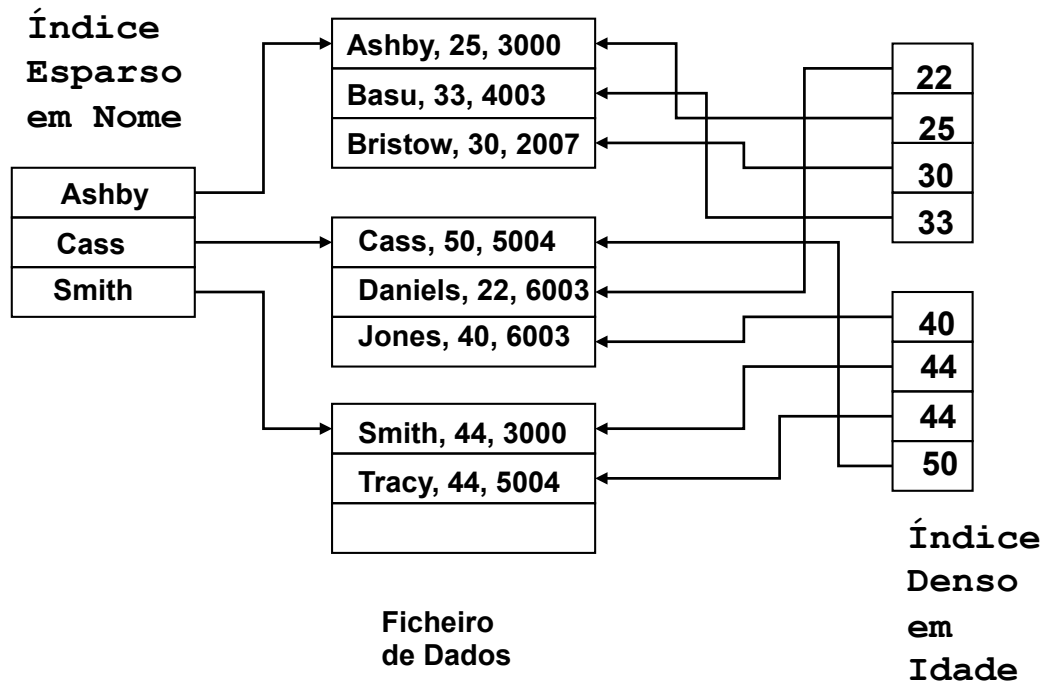 Índice
Esparso
em Nome
Ashby
Cass
Smith
Ashby, 25, 3000
Basu, 33, 4003
Bristow, 30, 2007
Cass, 50, 5004
Daniels, 22, 6003
Jones, 40, 6003
Smith, 44, 3000
Tracy, 44, 5004
Ficheiro
de Dados
22
25
30
33
40
44
44
50
Índice
Denso
em
Idade